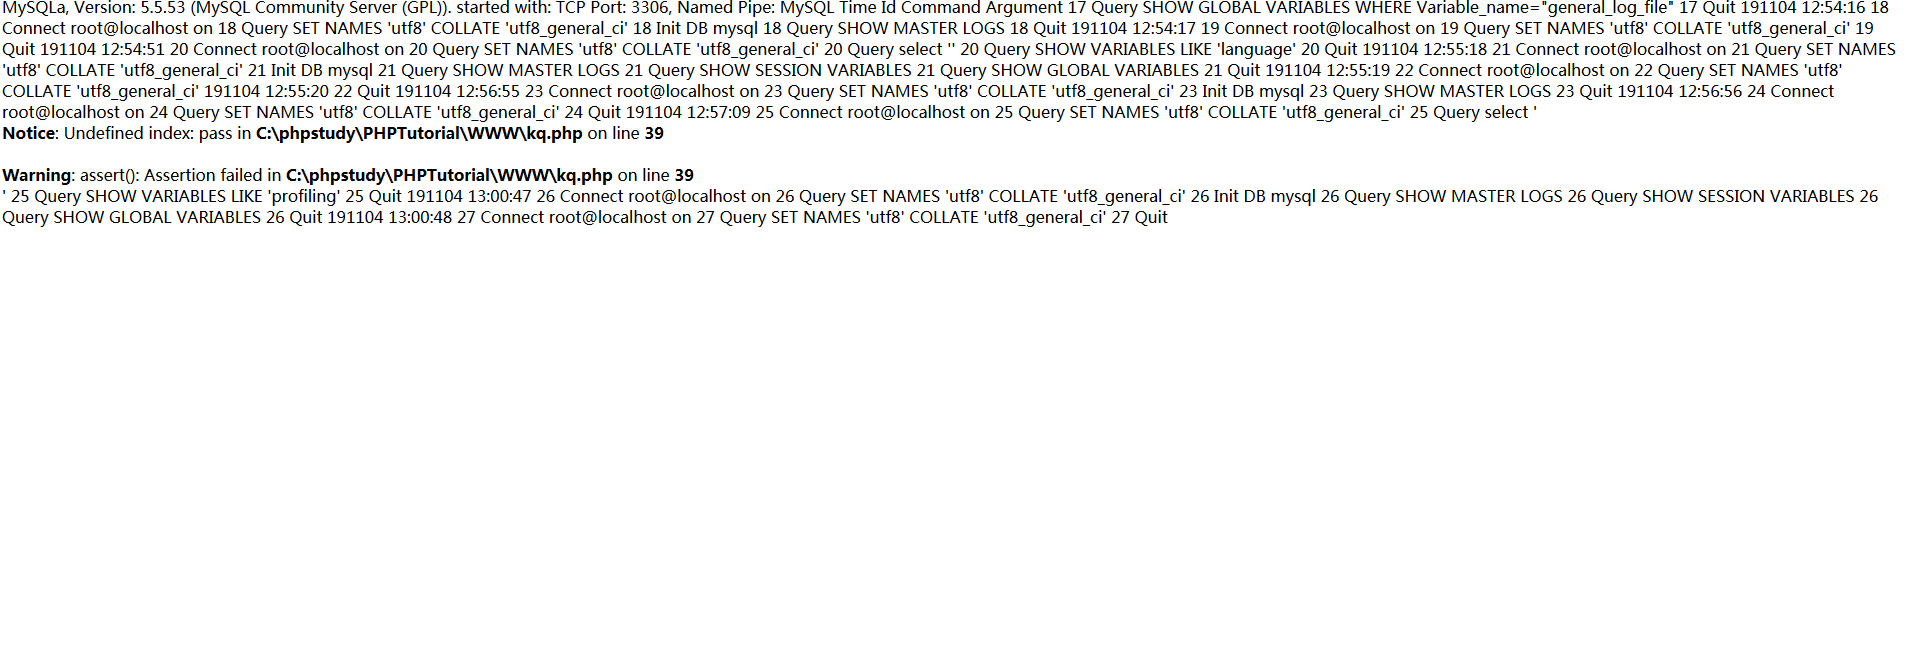 MySQLa, Version: 5.5.53 (MySQL Community Server (GPL)). started with: TCP Port: 3306, Named Pipe: MySQL Time Id Command Argument 17 Query SHOW GLOBAL VARIABLES WHERE Variable_name="general_log_file" 17 Quit 191104 12:54:16 18
Connect root@localhost on 18 Query SET NAMES 'utf8' COLLATE 'utf8_general_ci' 18 Init DB mysql 18 Query SHOW MASTER LOGS 18 Quit 191104 12:54:17 19 Connect root@localhost on 19 Query SET NAMES 'utf8' COLLATE 'utf8_general_ci' 19
Quit 191104 12:54:51 20 Connect root@localhost on 20 Query SET NAMES 'utf8' COLLATE 'utf8_general_ci' 20 Query select '' 20 Query SHOW VARIABLES LIKE 'language' 20 Quit 191104 12:55:18 21 Connect root@localhost on 21 Query SET NAMES
'utf8' COLLATE 'utf8_general_ci' 21 Init DB mysql 21 Query SHOW MASTER LOGS 21 Query SHOW SESSION VARIABLES 21 Query SHOW GLOBAL VARIABLES 21 Quit 191104 12:55:19 22 Connect root@localhost on 22 Query SET NAMES 'utf8'
COLLATE 'utf8_general_ci' 191104 12:55:20 22 Quit 191104 12:56:55 23 Connect root@localhost on 23 Query SET NAMES 'utf8' COLLATE 'utf8_general_ci' 23 Init DB mysql 23 Query SHOW MASTER LOGS 23 Quit 191104 12:56:56 24 Connect
root@localhost on 24 Query SET NAMES 'utf8' COLLATE 'utf8_general_ci' 24 Quit 191104 12:57:09 25 Connect root@localhost on 25 Query SET NAMES 'utf8' COLLATE 'utf8_general_ci' 25 Query select '
Notice: Undefined index: pass in C:\phpstudy\PHPTutorial\WWW\kq.php on line 39
Warning: assert(): Assertion failed in C:\phpstudy\PHPTutorial\WWW\kq.php on line 39
' 25 Query SHOW VARIABLES LIKE 'profiling' 25 Quit 191104 13:00:47 26 Connect root@localhost on 26 Query SET NAMES 'utf8' COLLATE 'utf8_general_ci' 26 Init DB mysql 26 Query SHOW MASTER LOGS 26 Query SHOW SESSION VARIABLES 26
Query SHOW GLOBAL VARIABLES 26 Quit 191104 13:00:48 27 Connect root@localhost on 27 Query SET NAMES 'utf8' COLLATE 'utf8_general_ci' 27 Quit